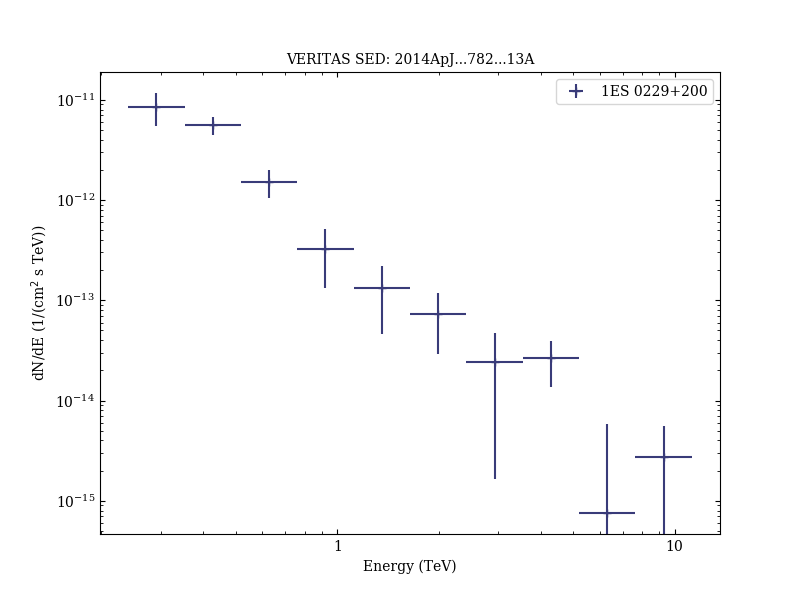 VERITAS SED: 2014ApJ...782...13A
1ES 0229+200
dN/dE (1/(cm² s TeV))
10⁻¹¹
10⁻¹²
10⁻¹³
10⁻¹⁴
10⁻¹⁵
1 10
Energy (TeV)